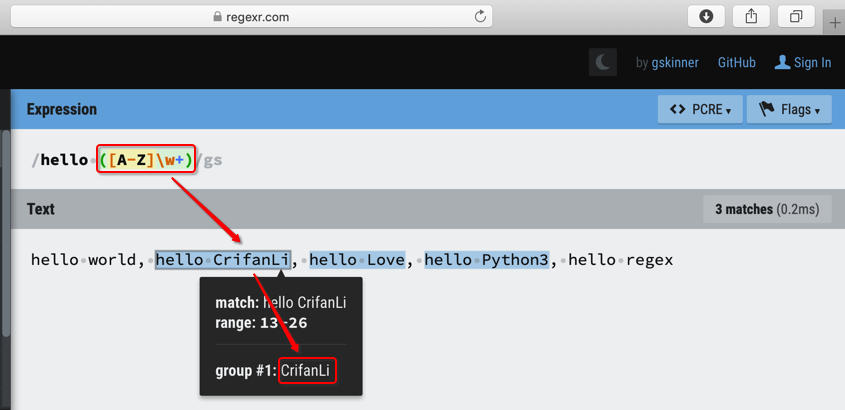 regexr.com
by gskinner GitHub Sign In
Expression PCRE Flags
/hello ([A-Z]\w+)/gs
Text 3 matches (0.2ms)
hello world, hello CrifanLi, hello Love, hello Python3, hello regex
match: hello CrifanLi
range: 13-26
group #1: CrifanLi